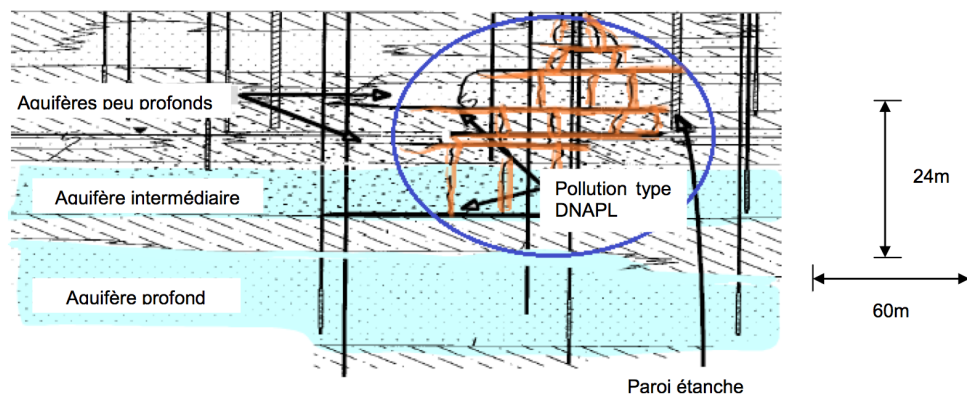 Aquifères peu profonds
Aquifère intermédiaire
Pollution type
DNAPL
Aquifère profond
24m
60m
Paroi étanche